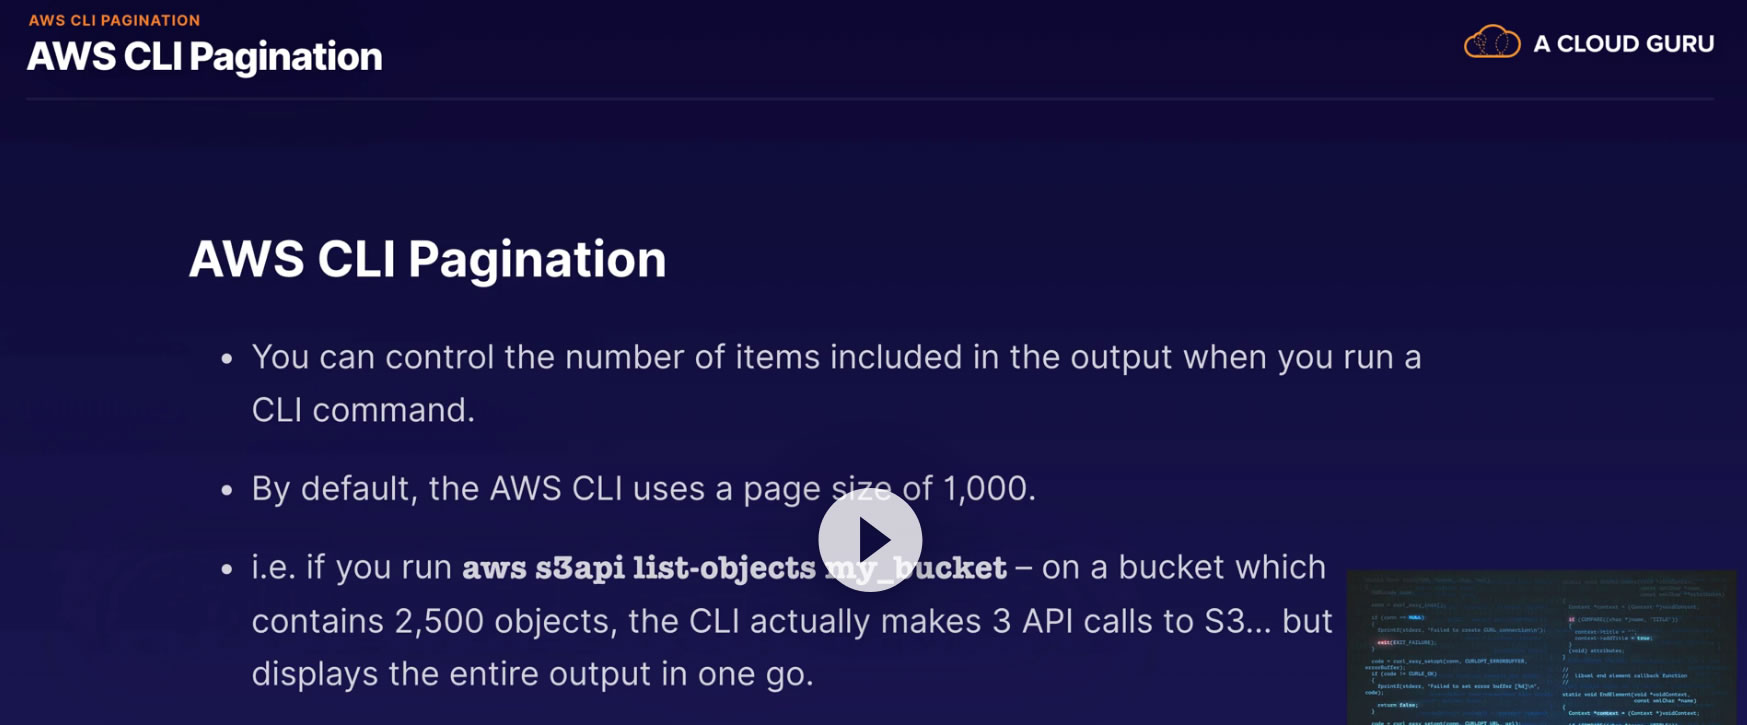 AWS CLI PAGINATION
AWS CLI Pagination
A CLOUD GURU
AWS CLI Pagination
• You can control the number of items included in the output when you run a
CLI command.
• By default, the AWS CLI uses a page size of 1,000.
• i.e. if you run aws s3api list-objects my_bucket – on a bucket which
contains 2,500 objects, the CLI actually makes 3 API calls to S3... but
displays the entire output in one go.